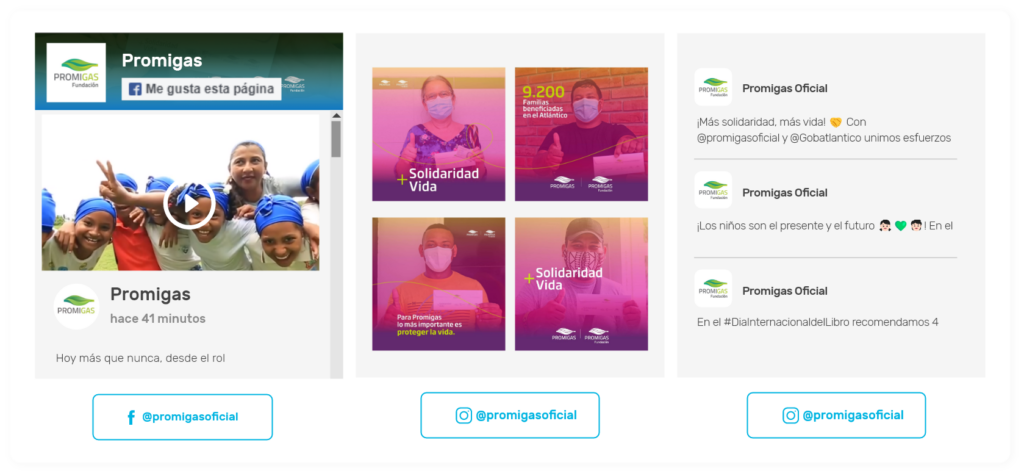 PROMIGAS
Fundación
Promigas
Me gusta esta página
PROMIGAS
Promigas
hace 41 minutos
Hoy más que nunca, desde el rol
@promigasoficial
+Solidaridad
Vida
9.200
Familias
beneficiadas
en el Atlántico
PROMIGAS
PROMIGAS
Fundación
Para Promigas
lo más importante es
proteger la vida.
+Solidaridad
Vida
PROMIGAS
PROMIGAS
Fundación
@promigasoficial
PROMIGAS
Fundación
Promigas Oficial
¡Más solidaridad, más vida! 🤝 Con
@promigasoficial y @Gobatlantico unimos esfuerzos
PROMIGAS
Fundación
Promigas Oficial
¡Los niños son el presente y el futuro 👧🏻 💚 👦🏻! En el
PROMIGAS
Fundación
Promigas Oficial
En el #DiaInternacionaldelLibro recomendamos 4
@promigasoficial